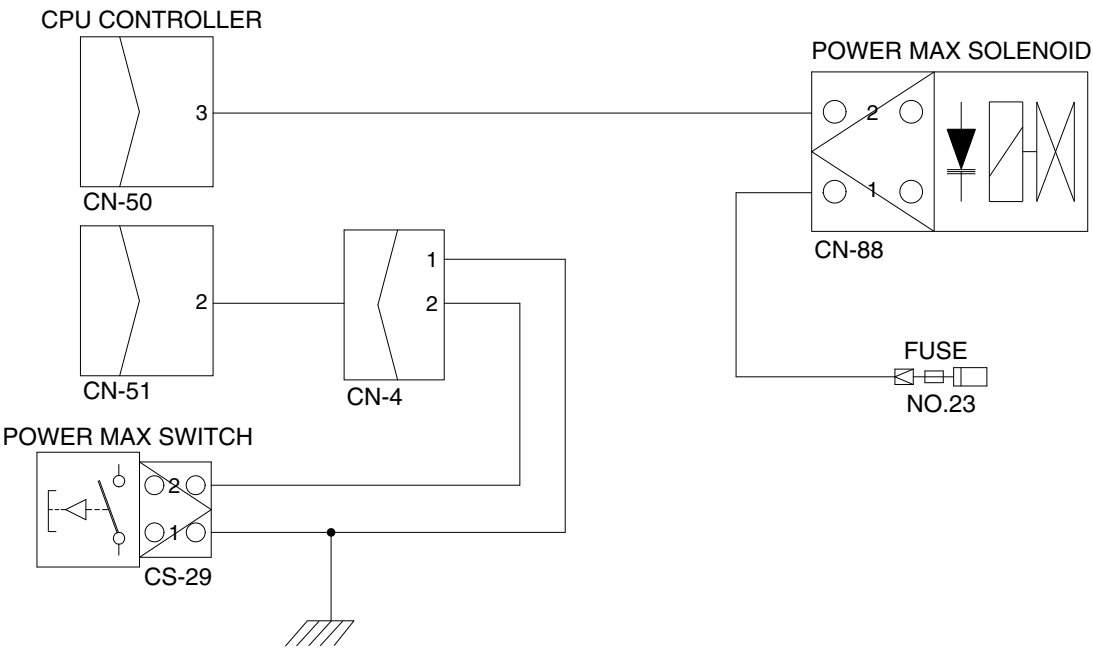 CPU CONTROLLER
POWER MAX SOLENOID
3
2
1
CN-50
CN-88
2
1
2
CN-51
CN-4
FUSE
NO.23
POWER MAX SWITCH
2
1
CS-29